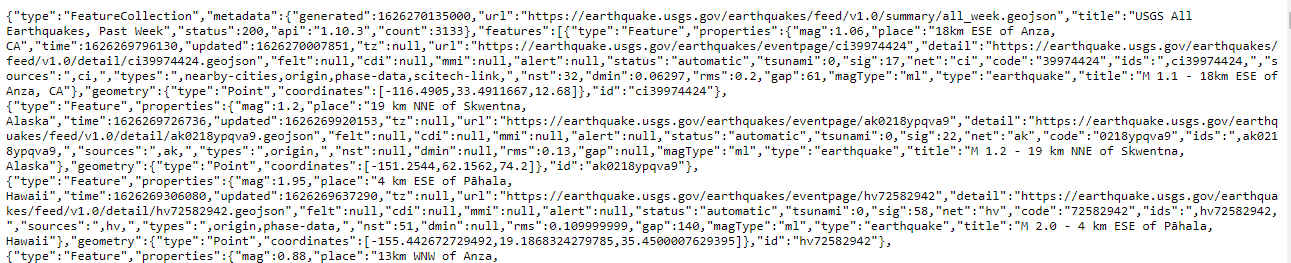 {"type":"FeatureCollection","metadata":{"generated":1626270135000,"url":"https://earthquake.usgs.gov/earthquakes/feed/v1.0/summary/all_week.geojson","title":"USGS All
Earthquakes, Past Week","status":200,"api":"1.10.3","count":3133},"features":[{"type":"Feature","properties":{"mag":1.06,"place":"18km ESE of Anza,
CA","time":1626269796130,"updated":1626270007851,"tz":null,"url":"https://earthquake.usgs.gov/earthquakes/eventpage/ci39974424","detail":"https://earthquake.usgs.gov/earthquakes/
feed/v1.0/detail/ci39974424.geojson","felt":null,"cdi":null,"mmi":null,"alert":null,"status":"automatic","tsunami":0,"sig":17,"net":"ci","code":"39974424","ids":",ci39974424,","s
ources":",ci,","types":",nearby-cities,origin,phase-data,scitech-link,","nst":32,"dmin":0.06297,"rms":0.2,"gap":61,"magType":"ml","type":"earthquake","title":"M 1.1 - 18km ESE of
Anza, CA"},"geometry":{"type":"Point","coordinates":[-116.4905,33.4911667,12.68]},"id":"ci39974424"},
{"type":"Feature","properties":{"mag":1.2,"place":"19 km NNE of Skwentna,
Alaska","time":1626269726736,"updated":1626269920153,"tz":null,"url":"https://earthquake.usgs.gov/earthquakes/eventpage/ak0218ypqva9","detail":"https://earthquake.usgs.gov/earthq
uakes/feed/v1.0/detail/ak0218ypqva9.geojson","felt":null,"cdi":null,"mmi":null,"alert":null,"status":"automatic","tsunami":0,"sig":22,"net":"ak","code":"0218ypqva9","ids":",ak021
8ypqva9,","sources":",ak,","types":",origin,","nst":null,"dmin":null,"rms":0.13,"gap":null,"magType":"ml","type":"earthquake","title":"M 1.2 - 19 km NNE of Skwentna,
Alaska"},"geometry":{"type":"Point","coordinates":[-151.2544,62.1562,74.2]},"id":"ak0218ypqva9"},
{"type":"Feature","properties":{"mag":1.95,"place":"4 km ESE of Pāhala,
Hawaii","time":1626269306080,"updated":1626269637290,"tz":null,"url":"https://earthquake.usgs.gov/earthquakes/eventpage/hv72582942","detail":"https://earthquake.usgs.gov/earthqua
kes/feed/v1.0/detail/hv72582942.geojson","felt":null,"cdi":null,"mmi":null,"alert":null,"status":"automatic","tsunami":0,"sig":58,"net":"hv","code":"72582942","ids":",hv72582942,
","sources":",hv,","types":",origin,phase-data,","nst":51,"dmin":null,"rms":0.109999999,"gap":140,"magType":"ml","type":"earthquake","title":"M 2.0 - 4 km ESE of Pāhala,
Hawaii"},"geometry":{"type":"Point","coordinates":[-155.442672729492,19.1868324279785,35.4500007629395]},"id":"hv72582942"},
{"type":"Feature","properties":{"mag":0.88,"place":"13km WNW of Anza,